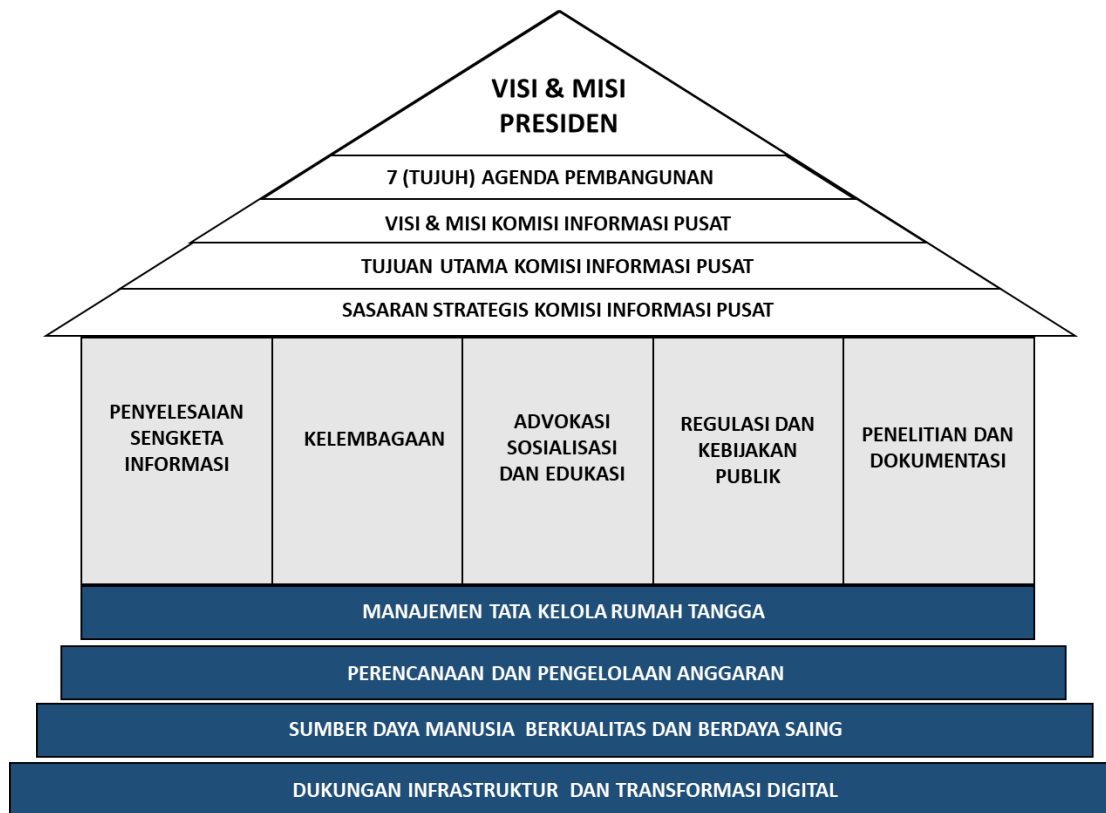 VISI & MISI
PRESIDEN
7 (TUJUH) AGENDA PEMBANGUNAN
VISI & MISI KOMISI INFORMASI PUSAT
TUJUAN UTAMA KOMISI INFORMASI PUSAT
SASARAN STRATEGIS KOMISI INFORMASI PUSAT
PENYELESAIAN
SENGKETA
INFORMASI
KELEMBAGAAN
ADVOKASI
SOSIALISASI
DAN EDUKASI
REGULASI DAN
KEBIJAKAN
PUBLIK
PENELITIAN DAN
DOKUMENTASI
MANAJEMEN TATA KELOLA RUMAH TANGGA
PERENCANAAN DAN PENGELOLAAN ANGGARAN
SUMBER DAYA MANUSIA BERKUALITAS DAN BERDAYA SAING
DUKUNGAN INFRASTRUKTUR DAN TRANSFORMASI DIGITAL